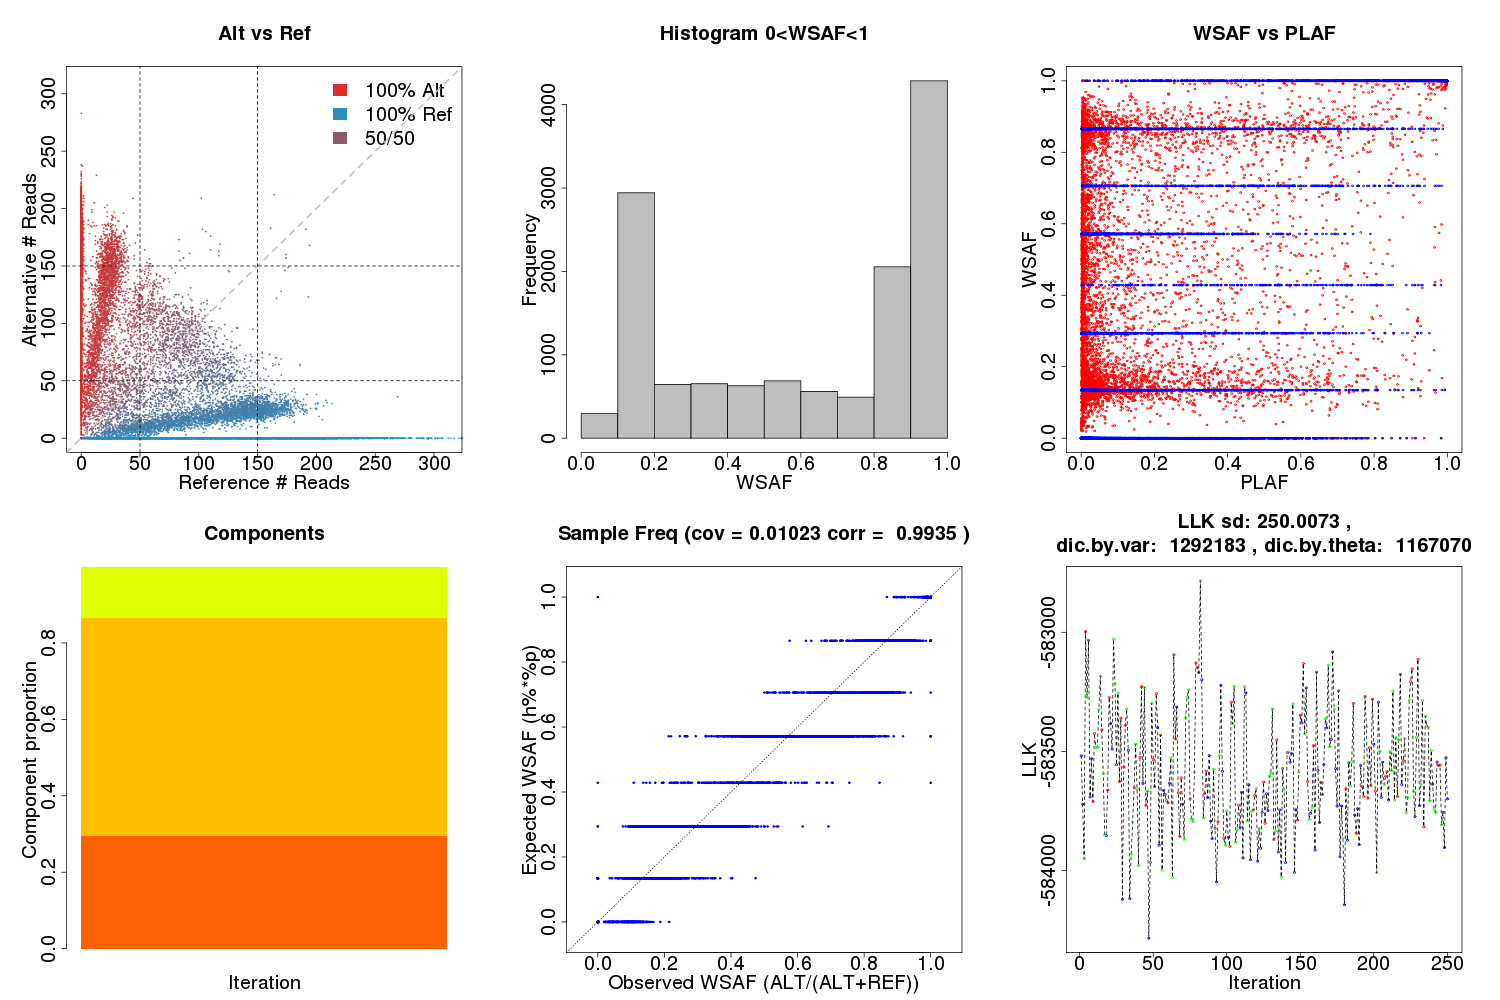 Alt vs Ref
300
250
200
150
100
50
0
Alternative # Reads
100% Alt
100% Ref
50/50
0 50 100 150 200 250 300
Reference # Reads
Histogram 0<WSAF<1
4000
3000
2000
1000
0
Frequency
0.0 0.2 0.4 0.6 0.8 1.0
WSAF
WSAF vs PLAF
1.0
0.8
0.6
0.4
0.2
0.0
WSAF
0.0 0.2 0.4 0.6 0.8 1.0
PLAF
Components
0.8
0.6
0.4
0.2
0.0
Component proportion
Iteration
Sample Freq (cov = 0.01023 corr = 0.9935 )
1.0
0.8
0.6
0.4
0.2
0.0
Expected WSAF (h%*%p)
0.0 0.2 0.4 0.6 0.8 1.0
Observed WSAF (ALT/(ALT+REF))
LLK sd: 250.0073 ,
dic.by.var: 1292183 , dic.by.theta: 1167070
-583000
-583500
-584000
LLK
0 50 100 150 200 250
Iteration